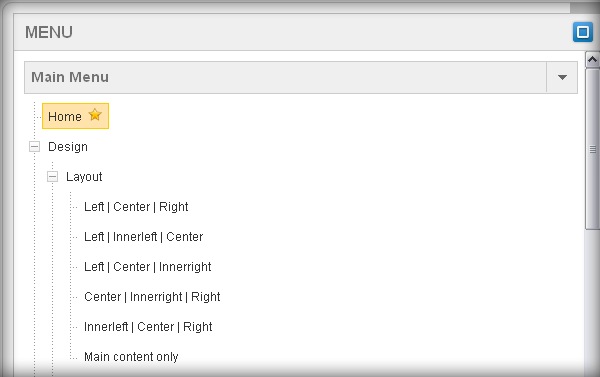 MENU
Main Menu
Home
Design
Layout
Left | Center | Right
Left | Innerleft | Center
Left | Center | Innerright
Center | Innerright | Right
Innerleft | Center | Right
Main content only